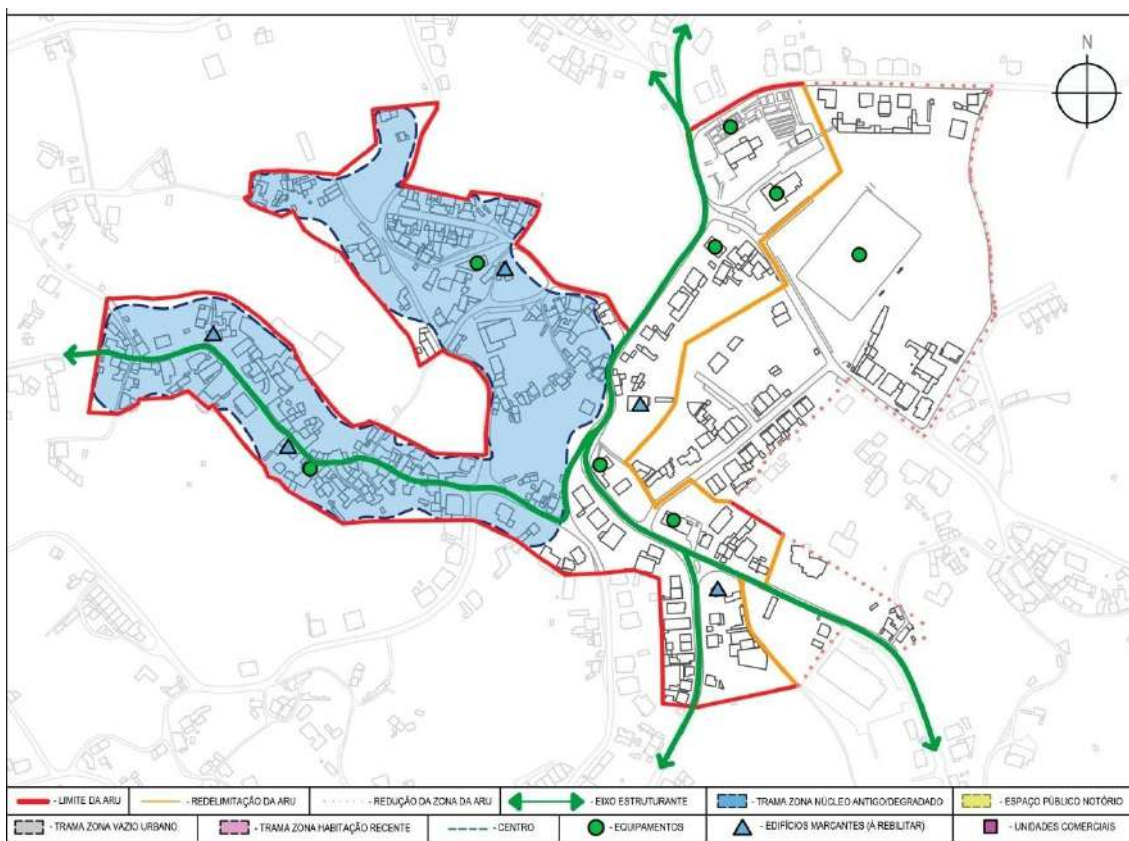 N
- LIMITE DA ARU - REDELIMITAÇÃO DA ARU - REDUÇÃO DA ZONA DA ARU - EIXO ESTRUTURANTE - TRAMA ZONA NÚCLEO ANTIGO/DEGRADADO - ESPAÇO PÚBLICO NOTÓRIO
- TRAMA ZONA VAZIO URBANO - TRAMA ZONA HABITAÇÃO RECENTE - CENTRO - EQUIPAMENTOS - EDIFÍCIOS MARCANTES (À REBILITAR) - UNIDADES COMERCIAIS